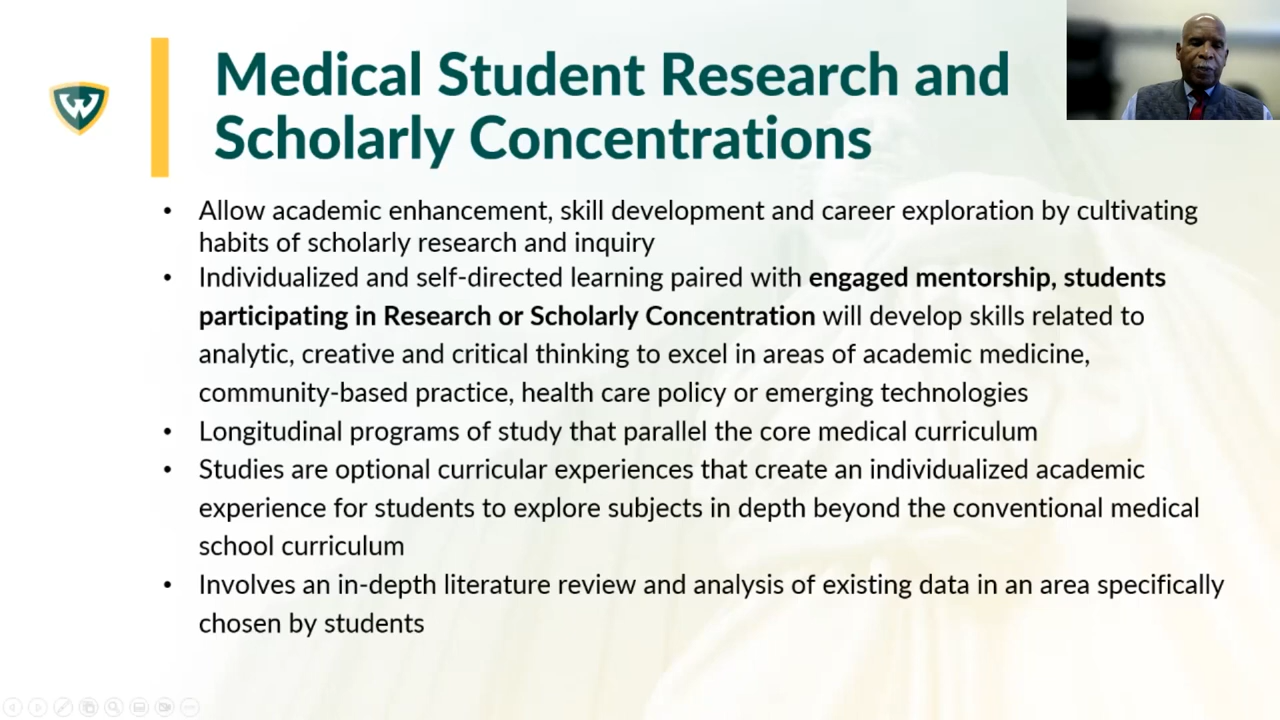 W
Medical Student Research and
Scholarly Concentrations
• Allow academic enhancement, skill development and career exploration by cultivating
habits of scholarly research and inquiry
• Individualized and self-directed learning paired with engaged mentorship, students
participating in Research or Scholarly Concentration will develop skills related to
analytic, creative and critical thinking to excel in areas of academic medicine,
community-based practice, health care policy or emerging technologies
• Longitudinal programs of study that parallel the core medical curriculum
• Studies are optional curricular experiences that create an individualized academic
experience for students to explore subjects in depth beyond the conventional medical
school curriculum
• Involves an in-depth literature review and analysis of existing data in an area specifically
chosen by students